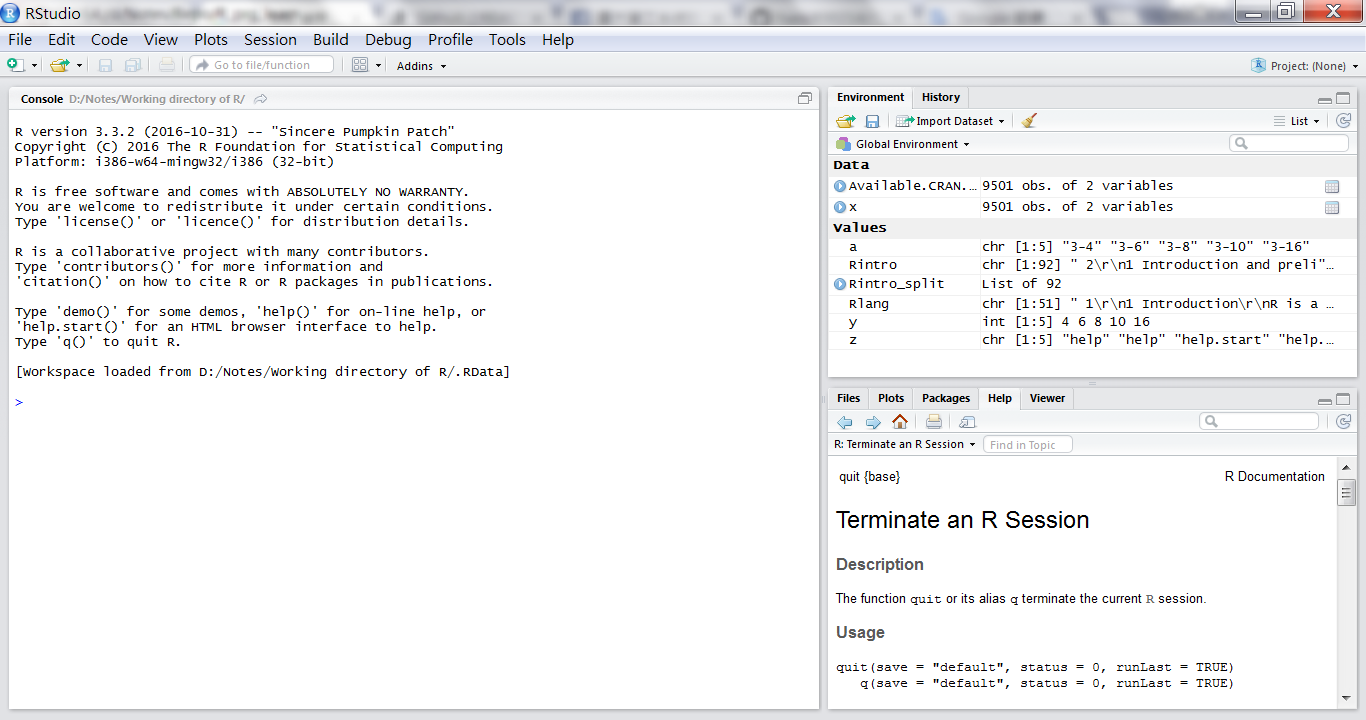 RStudio
File Edit Code View Plots Session Build Debug Profile Tools Help
Go to file/function Addins Project: (None)
Console D:/Notes/Working directory of R/
R version 3.3.2 (2016-10-31) -- "Sincere Pumpkin Patch"
Copyright (C) 2016 The R Foundation for Statistical Computing
Platform: i386-w64-mingw32/i386 (32-bit)
R is free software and comes with ABSOLUTELY NO WARRANTY.
You are welcome to redistribute it under certain conditions.
Type 'license()' or 'licence()' for distribution details.
R is a collaborative project with many contributors.
Type 'contributors()' for more information and
'citation()' on how to cite R or R packages in publications.
Type 'demo()' for some demos, 'help()' for on-line help, or
'help.start()' for an HTML browser interface to help.
Type 'q()' to quit R.
[Workspace loaded from D:/Notes/Working directory of R/.RData]
>
Environment History
Import Dataset List
Global Environment
Data
Available.CRAN.… 9501 obs. of 2 variables
x 9501 obs. of 2 variables
Values
a chr [1:5] "3-4" "3-6" "3-8" "3-10" "3-16"
Rintro chr [1:92] " 2\r\n1 Introduction and preli"…
Rintro_split List of 92
Rlang chr [1:51] " 1\r\n1 Introduction\r\nR is a …
y int [1:5] 4 6 8 10 16
z chr [1:5] "help" "help" "help.start" "help.…
Files Plots Packages Help Viewer
R: Terminate an R Session Find in Topic
quit {base} R Documentation
Terminate an R Session
Description
The function quit or its alias q terminate the current R session.
Usage
quit(save = "default", status = 0, runLast = TRUE)
q(save = "default", status = 0, runLast = TRUE)